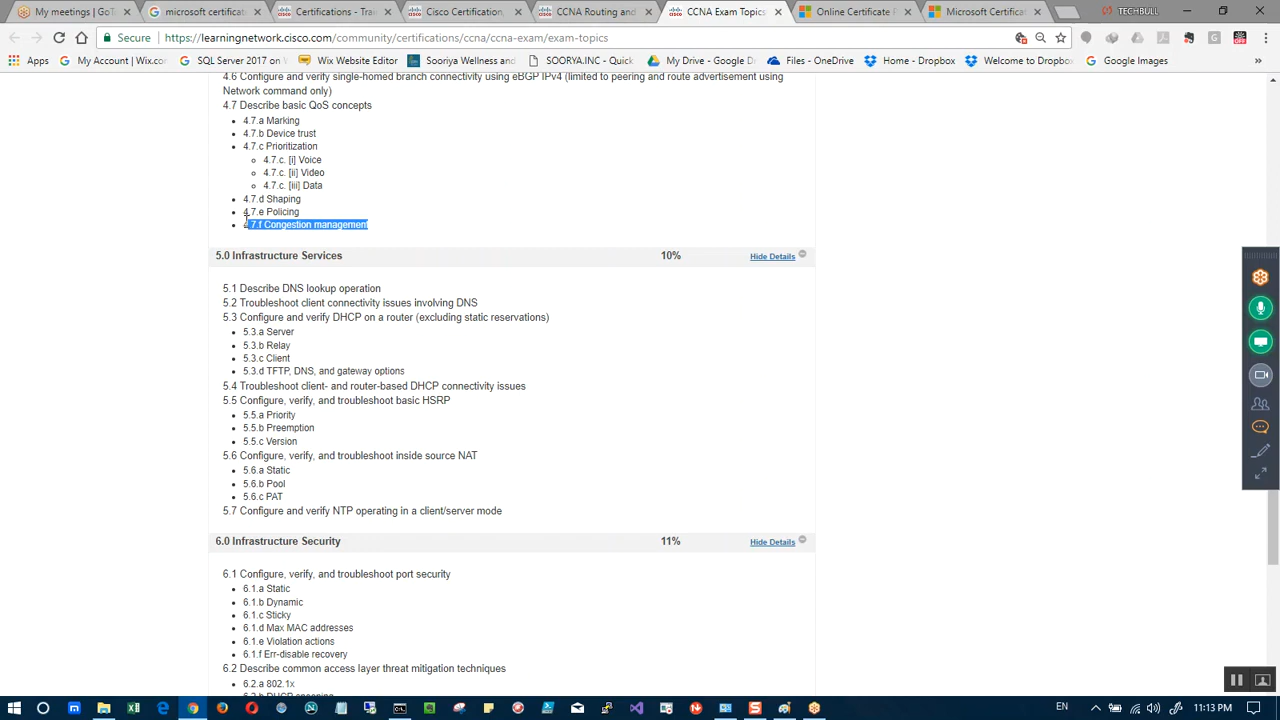 My meetings | GoT
microsoft certificat
Certifications - Trai
Cisco Certification,
CCNA Routing and
CCNA Exam Topics
Online Certificate P
Microsoft Certificat
TECHBULL
Secure
https://learningnetwork.cisco.com/community/certifications/ccna/ccna-exam/exam-topics
Apps
My Account | Wix.com
SQL Server 2017
Wix Website Editor
Sooriya Wellness and
SOORYA.INC - Google
My Drive - Google Dr
Files - OneDrive
Home - Dropbox
Home - Dropbox
Google Images
4.6 Configure and verify single-homed branch connectivity using eBGP IPv4 (limited to peering and route advertisement using
Network command only)
4.7 Describe basic QoS concepts
4.7.a Marking
4.7.b Device trust
4.7.c Prioritization
4.7.c. [i] Voice
4.7.c. [ii] Video
4.7.c. [iii] Data
4.7.d Shaping
4.7.e Policing
4.7.f Congestion management
5.0 Infrastructure Services 10% Hide Details
5.1 Describe DNS lookup operation
5.2 Troubleshoot client connectivity issues involving DNS
5.3 Configure and verify DHCP on a router (excluding static reservations)
5.3.a Server
5.3.b Relay
5.3.c Client
5.3.d TFTP, DNS, and gateway options
5.4 Troubleshoot client- and router-based DHCP connectivity issues
5.5 Configure, verify, and troubleshoot basic HSRP
5.5.a Priority
5.5.b Preemption
5.5.c Version
5.6 Configure, verify, and troubleshoot inside source NAT
5.6.a Static
5.6.b Pool
5.6.c PAT
5.7 Configure and verify NTP operating in a client/server mode
6.0 Infrastructure Security 11% Hide Details
6.1 Configure, verify, and troubleshoot port security
6.1.a Static
6.1.b Dynamic
6.1.c Sticky
6.1.d Max MAC addresses
6.1.e Violation actions
6.1.f Err-disable recovery
6.2 Describe common access layer threat mitigation techniques
6.2.a 802.1x
6.2.b DHCP snooping
EN 11:13 PM